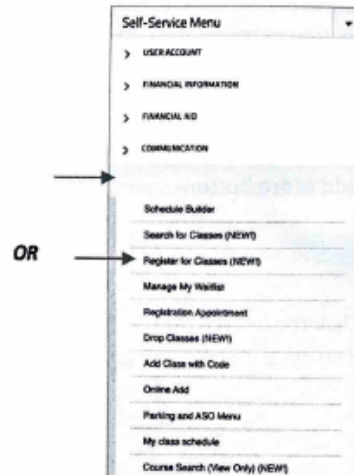 Self-Service Menu
> USER ACCOUNT
> FINANCIAL INFORMATION
> FINANCIAL AID
> COMMUNICATION
Schedule Builder
Search for Classes (NEW!)
OR
Register for Classes (NEW!)
Manage My Waitlist
Registration Appointment
Drop Classes (NEW!)
Add Class with Code
Online Add
Parking and ASO Menu
My class schedule
Course Search (View Only) (NEW!)